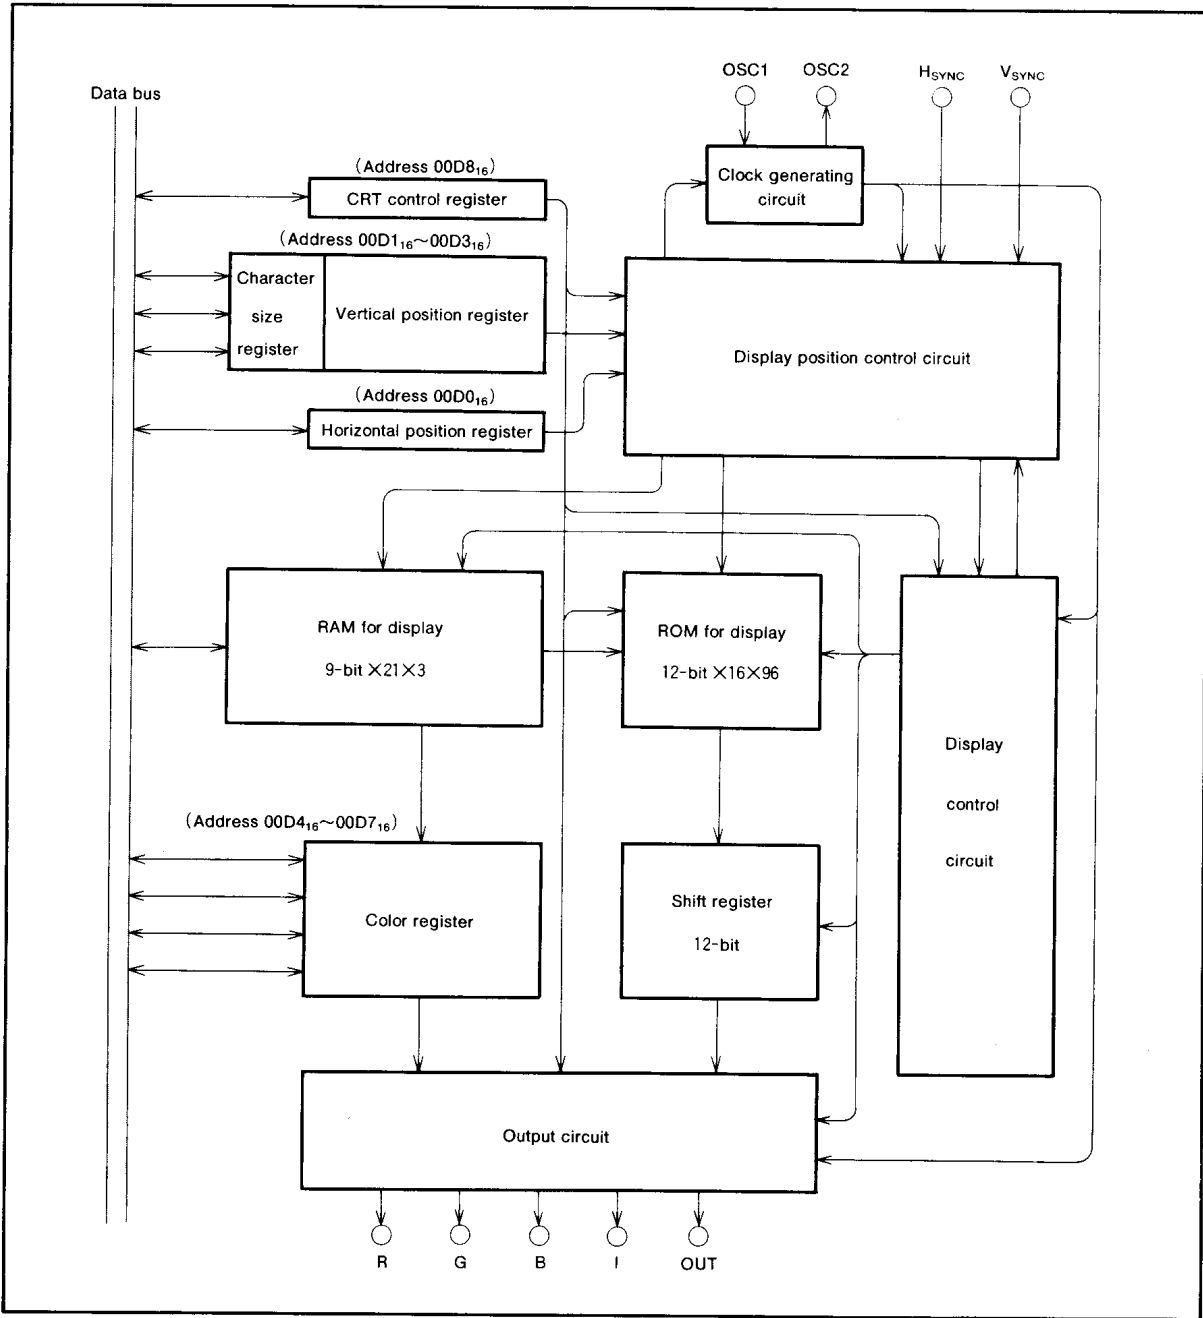 OSC1 OSC2 H_SYNC V_SYNC
Data bus
(Address 00D8₁₆)
CRT control register
Clock generating
circuit
(Address 00D1₁₆~00D3₁₆)
Character
size
register
Vertical position register
Display position control circuit
(Address 00D0₁₆)
Horizontal position register
RAM for display
9-bit ×21×3
ROM for display
12-bit ×16×96
Display
control
circuit
(Address 00D4₁₆~00D7₁₆)
Color register
Shift register
12-bit
Output circuit
R G B I OUT